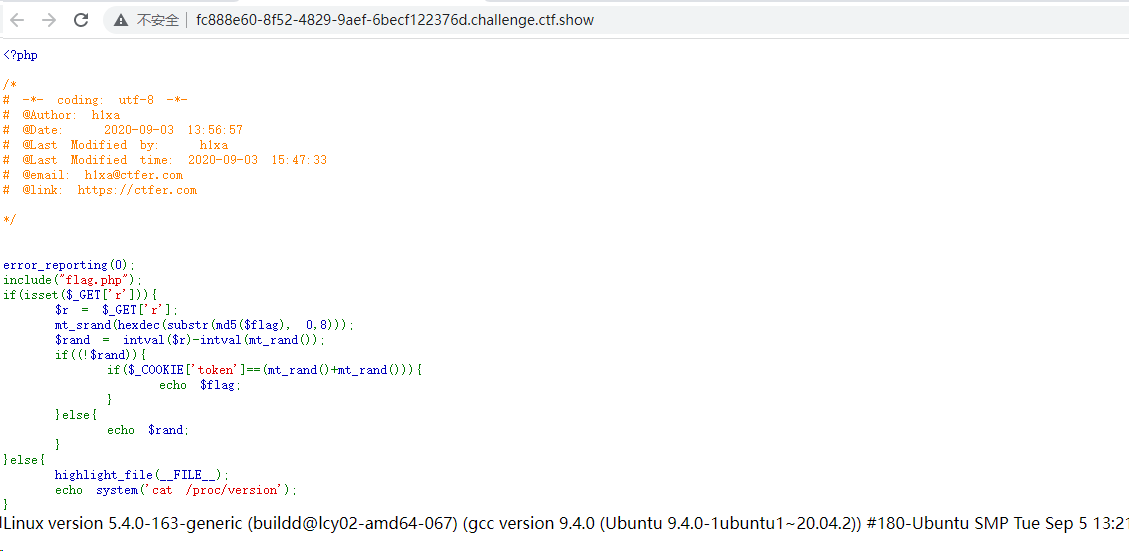 不安全 fc888e60-8f52-4829-9aef-6becf122376d.challenge.ctf.show
<?php
/*
# -*- coding: utf-8 -*-
# @Author: h1xa
# @Date: 2020-09-03 13:56:57
# @Last Modified by: h1xa
# @Last Modified time: 2020-09-03 15:47:33
# @email: h1xa@ctfer.com
# @link: https://ctfer.com
*/
error_reporting(0);
include("flag.php");
if(isset($_GET['r'])){
$r = $_GET['r'];
mt_srand(hexdec(substr(md5($flag), 0,8)));
$rand = intval($r)-intval(mt_rand());
if((!$rand)){
if($_COOKIE['token']==(mt_rand()+mt_rand())){
echo $flag;
}
}else{
echo $rand;
}
}else{
highlight_file(__FILE__);
echo system('cat /proc/version');
}
Linux version 5.4.0-163-generic (buildd@lcy02-amd64-067) (gcc version 9.4.0 (Ubuntu 9.4.0-1ubuntu1~20.04.2)) #180-Ubuntu SMP Tue Sep 5 13:21